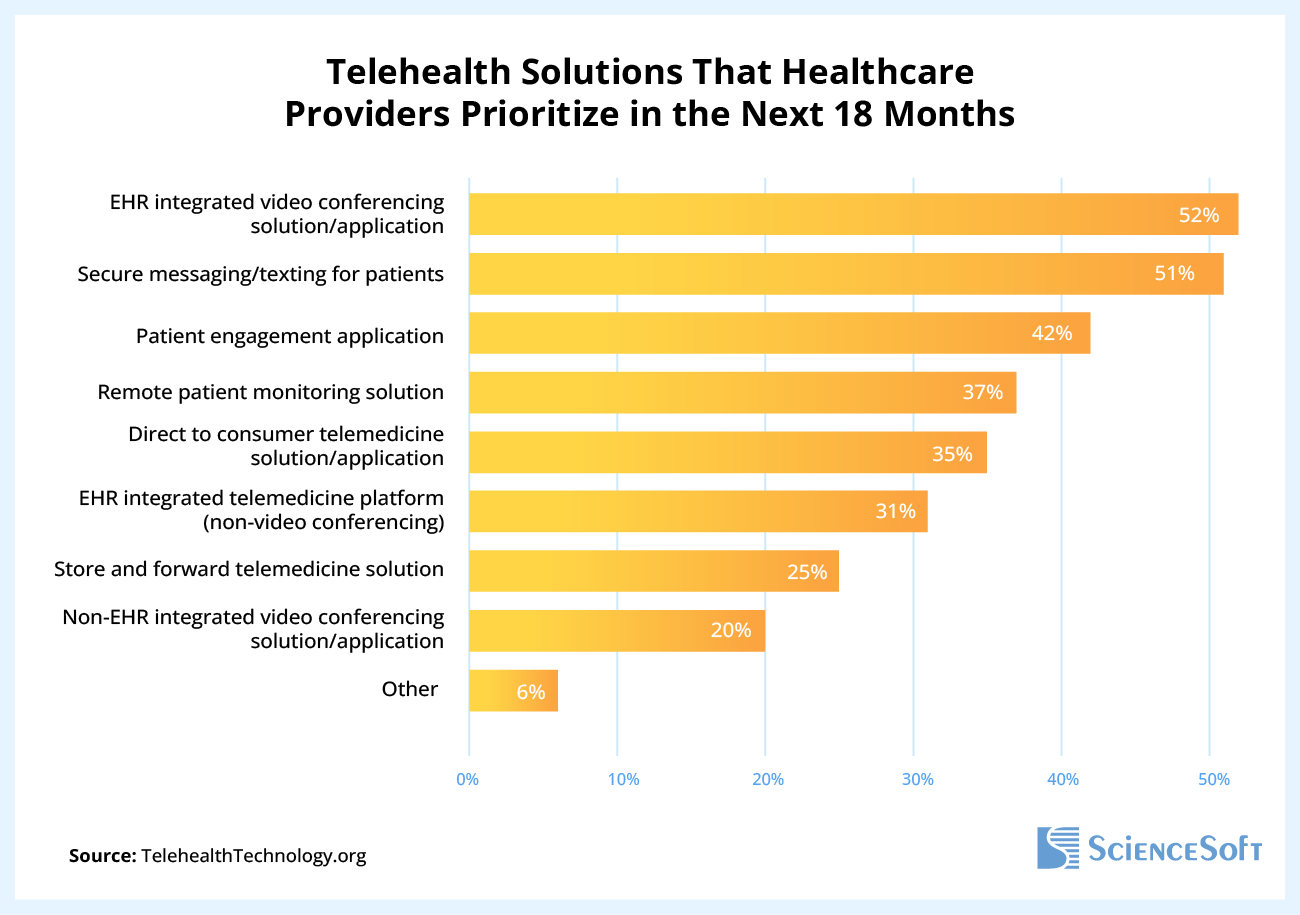 Telehealth Solutions That Healthcare
Providers Prioritize in the Next 18 Months
EHR integrated video conferencing
solution/application
52%
Secure messaging/texting for patients
51%
Patient engagement application
42%
Remote patient monitoring solution
37%
Direct to consumer telemedicine
solution/application
35%
EHR integrated telemedicine platform
(non-video conferencing)
31%
Store and forward telemedicine solution
25%
Non-EHR integrated video conferencing
solution/application
20%
Other
6%
0% 10% 20% 30% 40% 50%
Source: TelehealthTechnology.org
ScienceSoft